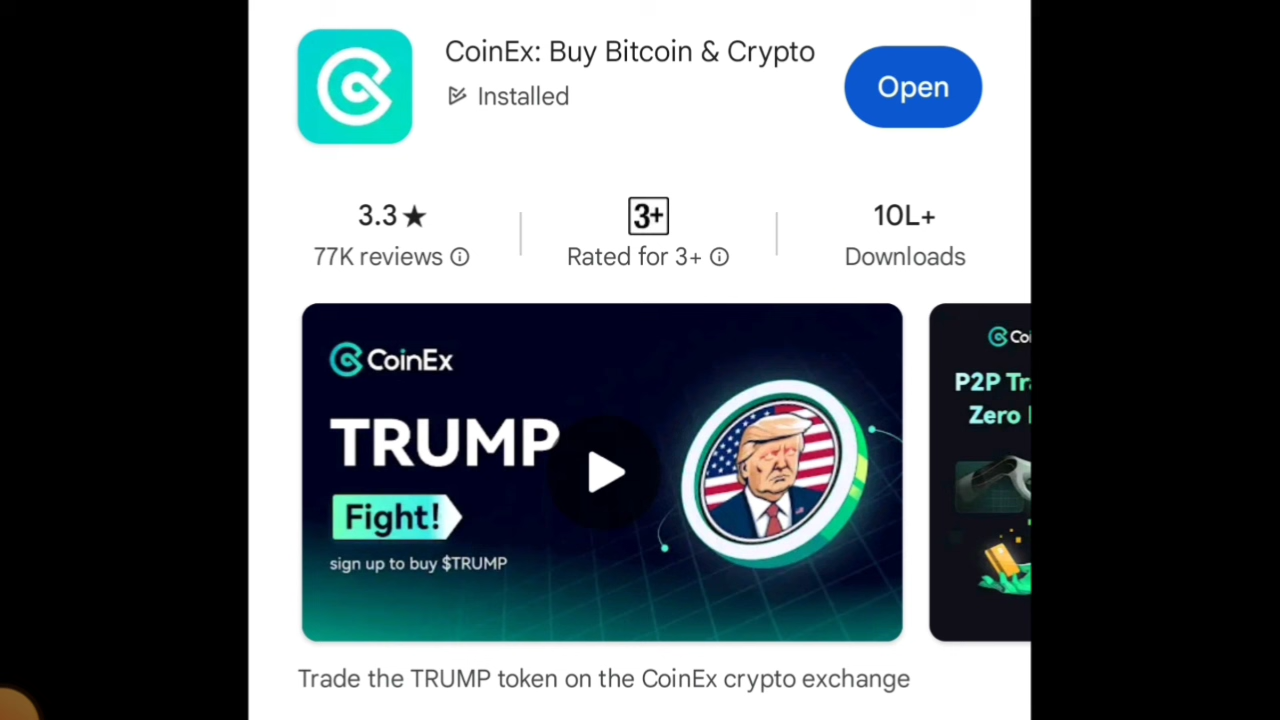 CoinEx: Buy Bitcoin & Crypto
Installed
Open
3.3★
77K reviews
3+
Rated for 3+
10L+
Downloads
CoinEx
TRUMP
Fight!
sign up to buy $TRUMP
Coi
P2P Tr
Zero
Trade the TRUMP token on the CoinEx crypto exchange